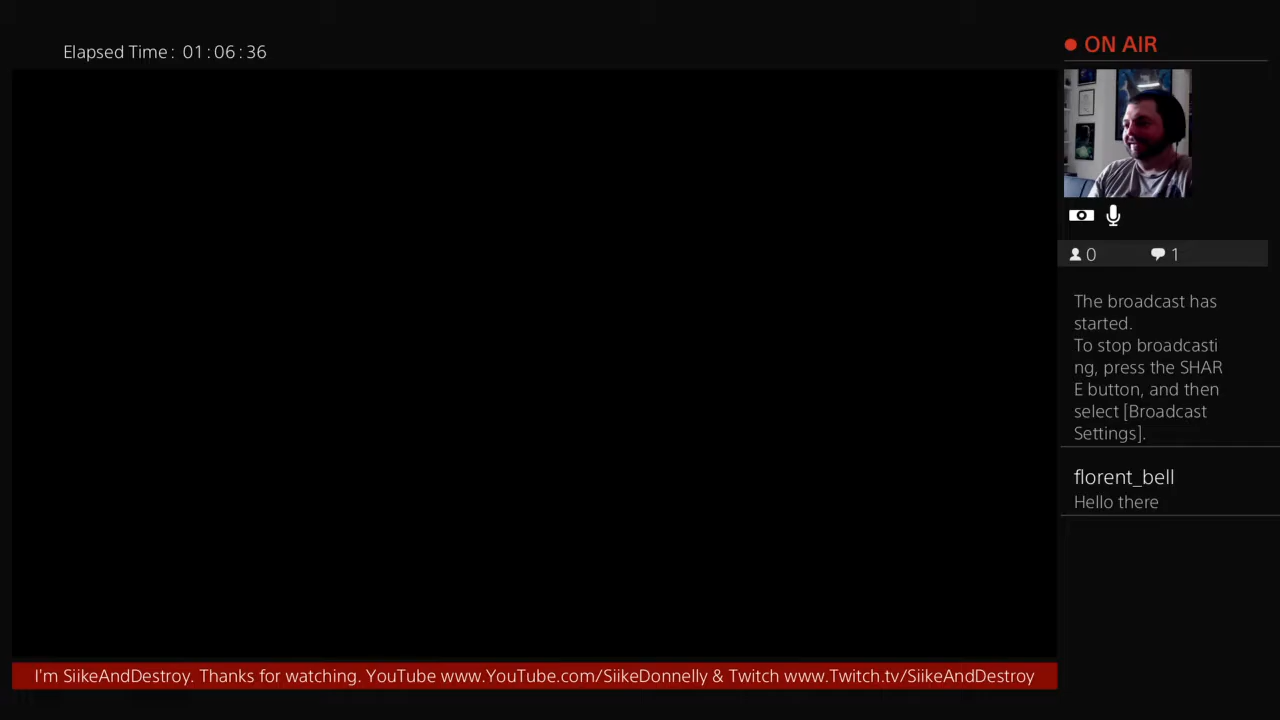 Elapsed Time: 01:06:36
ON AIR
0 1
The broadcast has
started.
To stop broadcasti
ng, press the SHAR
E button, and then
select [Broadcast
Settings].
florent_bell
Hello there
I'm SiikeAndDestroy. Thanks for watching. YouTube www.YouTube.com/SiikeDonnelly & Twitch www.Twitch.tv/SiikeAndDestroy